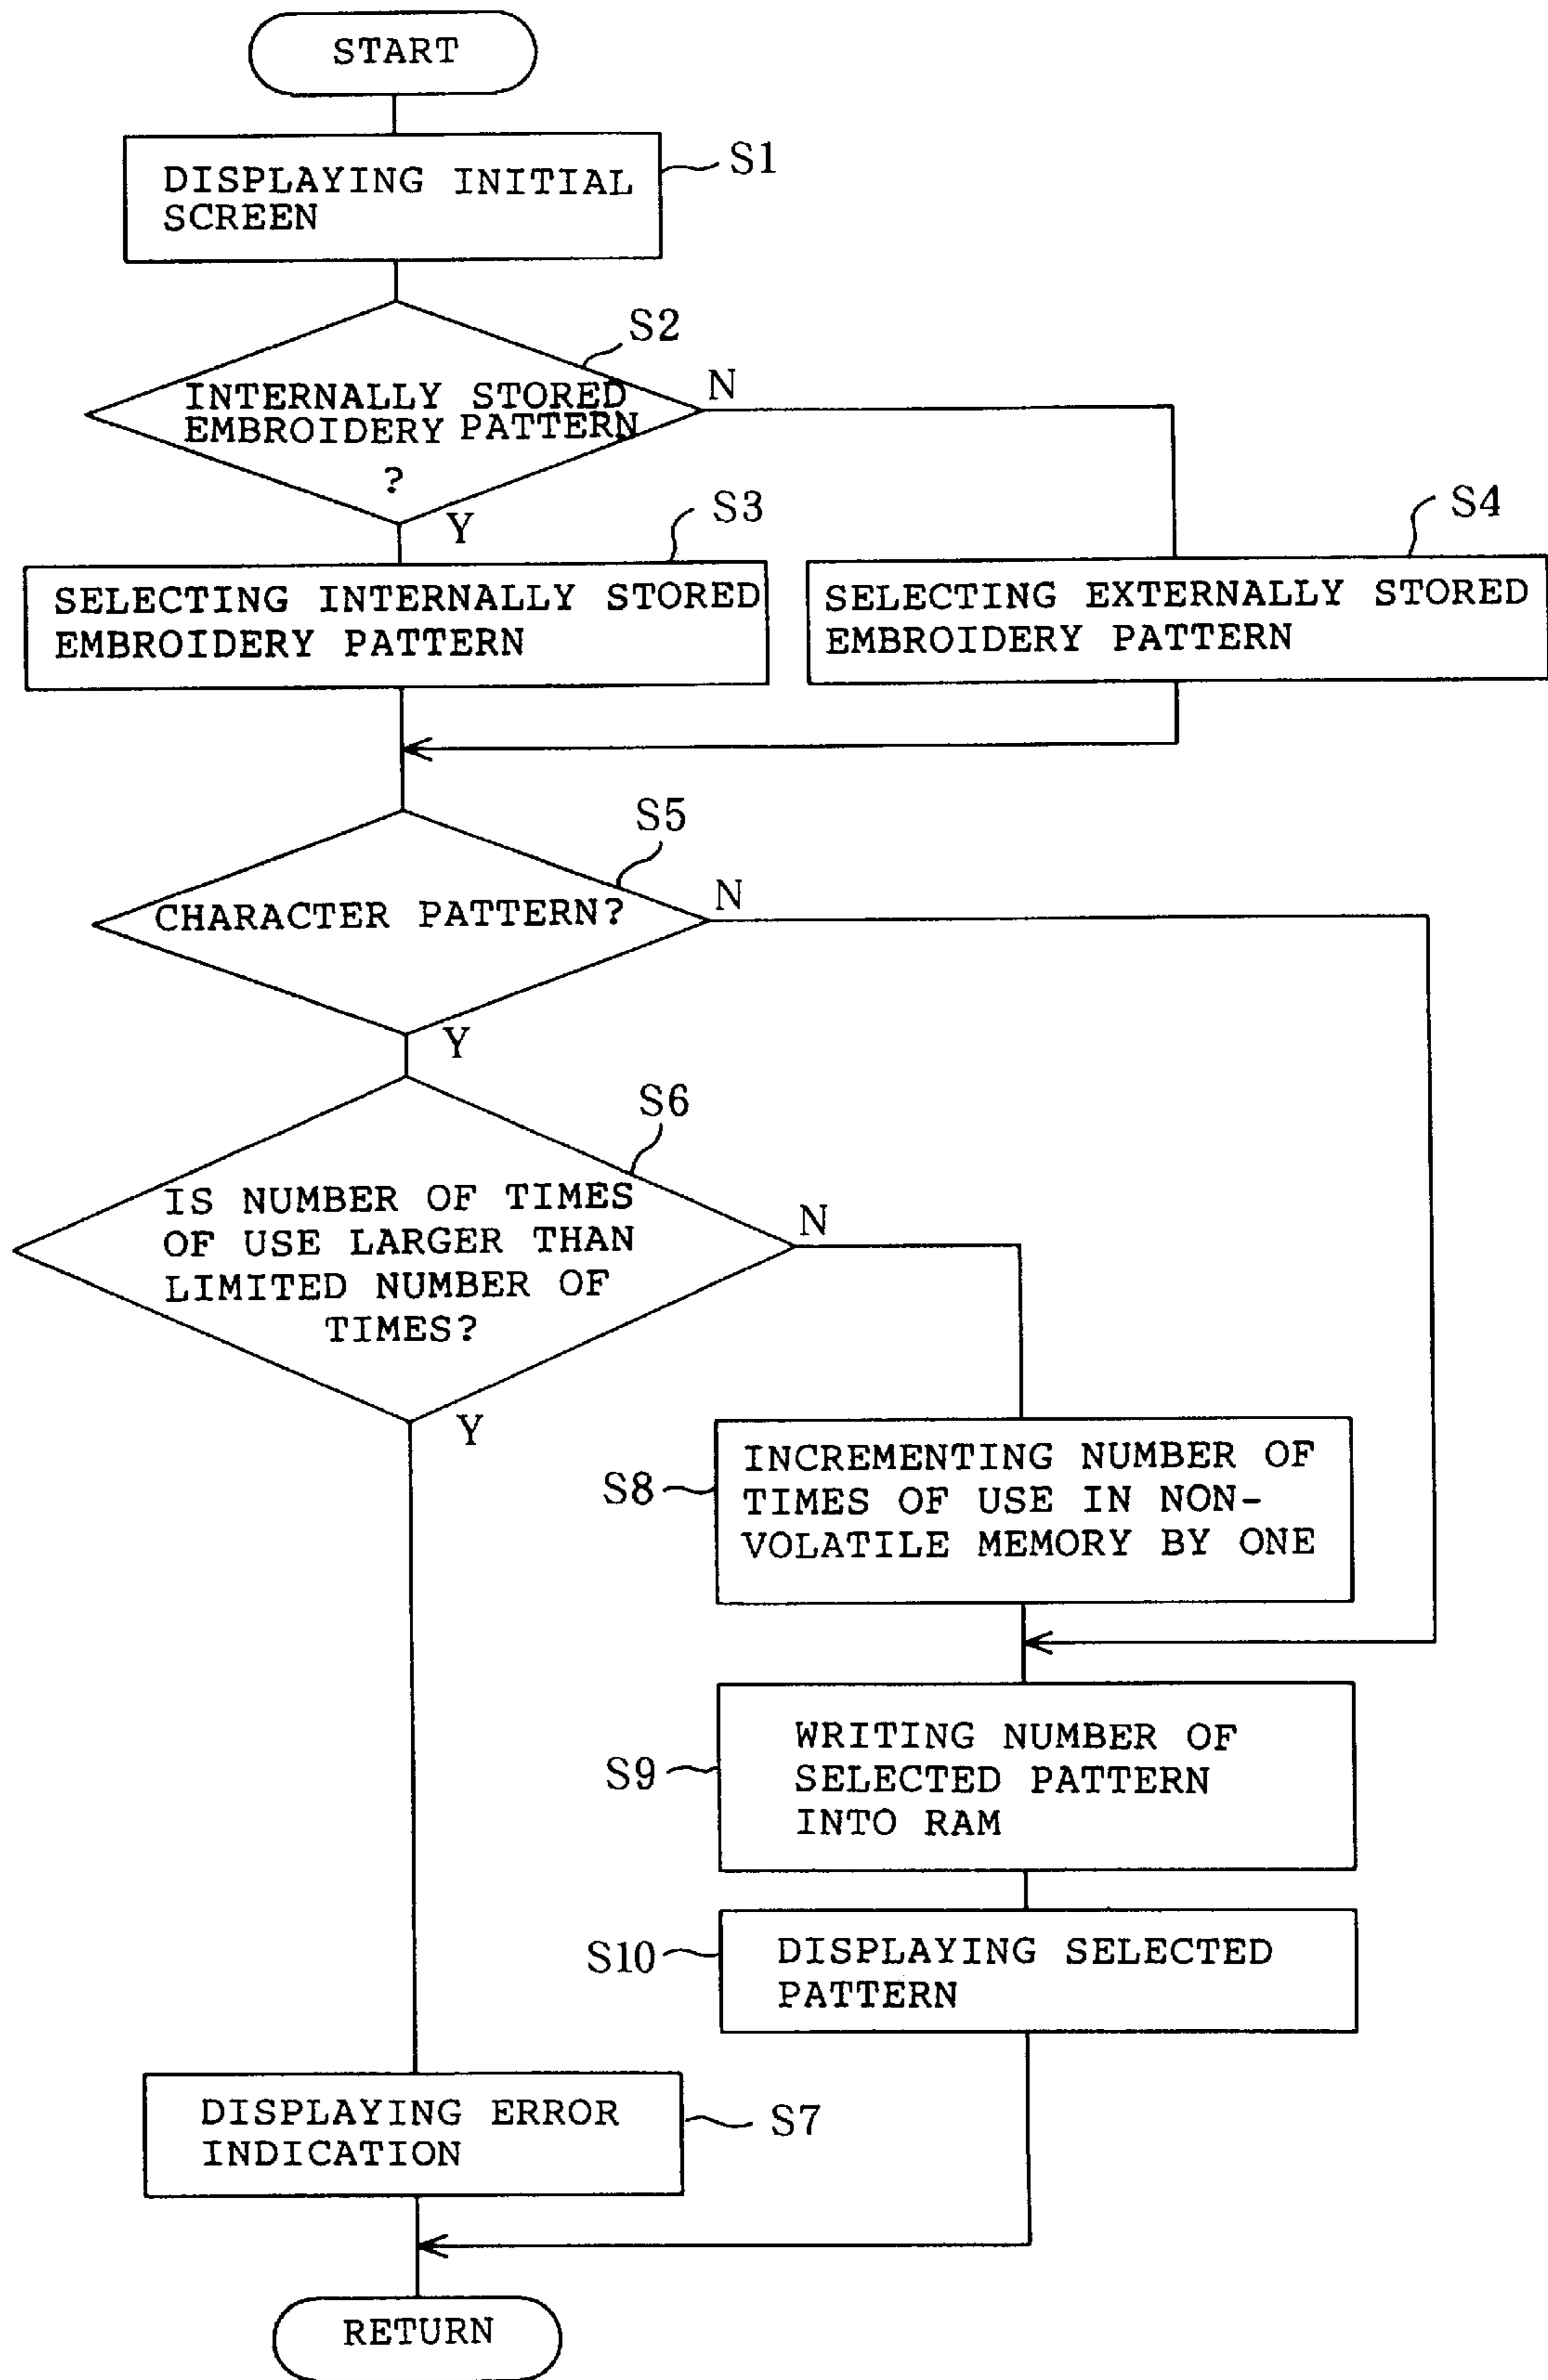 START
DISPLAYING INITIAL
SCREEN
S1
S2
INTERNALLY STORED
EMBROIDERY PATTERN
?
N
Y
S3
SELECTING INTERNALLY STORED
EMBROIDERY PATTERN
S4
SELECTING EXTERNALLY STORED
EMBROIDERY PATTERN
S5
CHARACTER PATTERN?
N
Y
S6
IS NUMBER OF TIMES
OF USE LARGER THAN
LIMITED NUMBER OF
TIMES?
N
Y
S8
INCREMENTING NUMBER OF
TIMES OF USE IN NON-
VOLATILE MEMORY BY ONE
S9
WRITING NUMBER OF
SELECTED PATTERN
INTO RAM
S10
DISPLAYING SELECTED
PATTERN
DISPLAYING ERROR
INDICATION
S7
RETURN